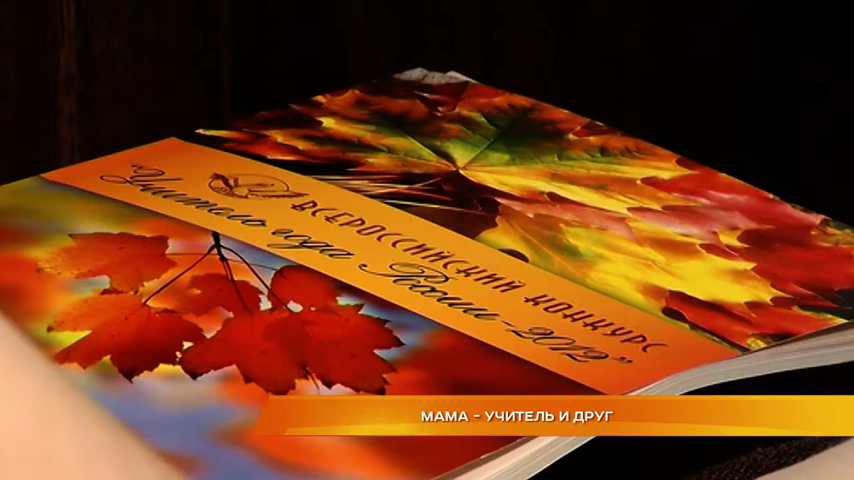 ВСЕРОССИЙСКИЙ КОНКУРС
"Учитель года России-2012"
МАМА - УЧИТЕЛЬ И ДРУГ